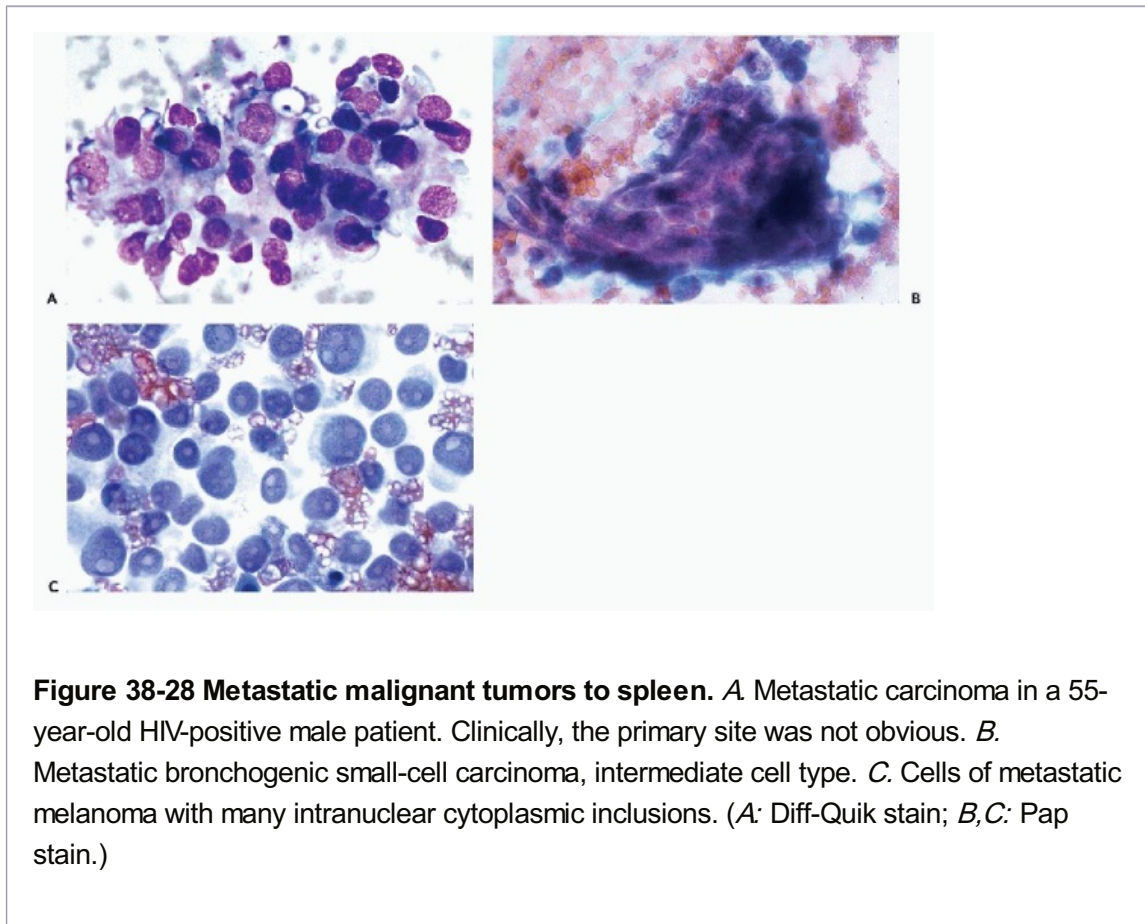 A
B
C
Figure 38-28 Metastatic malignant tumors to spleen. A. Metastatic carcinoma in a 55-
year-old HIV-positive male patient. Clinically, the primary site was not obvious. B.
Metastatic bronchogenic small-cell carcinoma, intermediate cell type. C. Cells of metastatic
melanoma with many intranuclear cytoplasmic inclusions. (A: Diff-Quik stain; B,C: Pap
stain.)